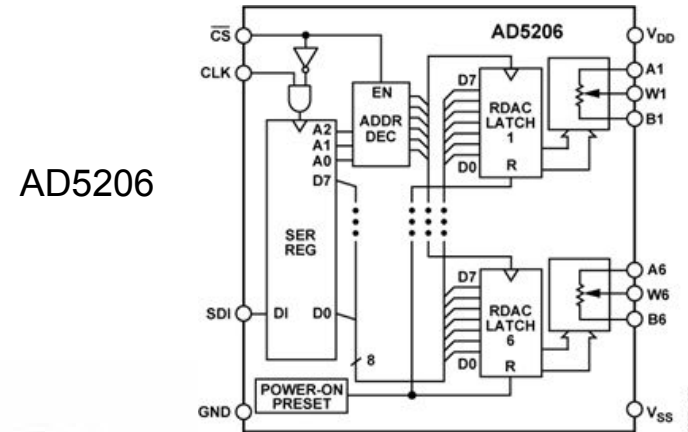 AD5206
AD5206
C̅S̅
CLK
SDI
GND
EN
ADDR
DEC
A2
A1
A0
D7
SER
REG
DI
D0
8
POWER-ON
PRESET
D7
RDAC
LATCH
1
D0
R
D7
RDAC
LATCH
6
D0
R
VDD
A1
W1
B1
A6
W6
B6
VSS